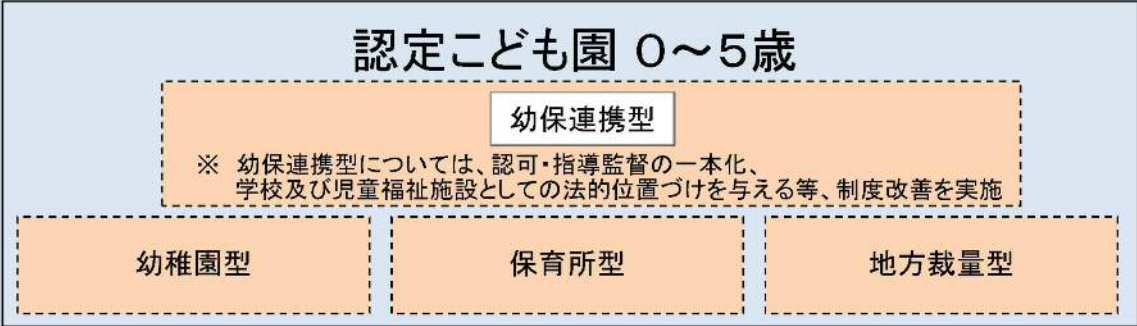 認定こども園 0～5歳
幼保連携型
※ 幼保連携型については、認可・指導監督の一本化、
学校及び児童福祉施設としての法的位置づけを与える等、制度改善を実施
幼稚園型
保育所型
地方裁量型